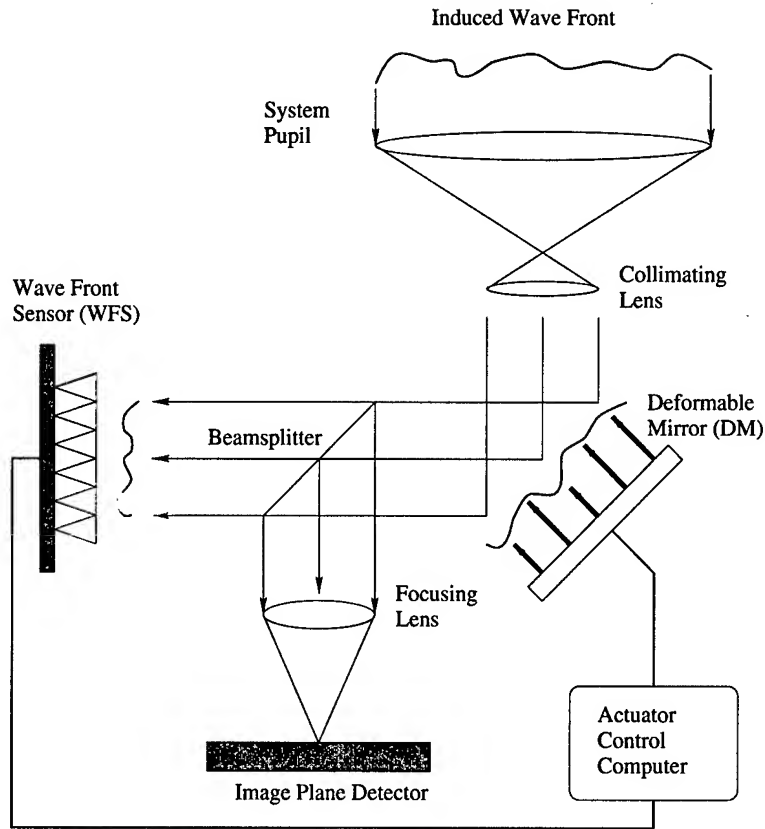 Induced Wave Front
System
Pupil
Collimating
Lens
Wave Front
Sensor (WFS)
Deformable
Mirror (DM)
Beamsplitter
Focusing
Lens
Actuator
Control
Computer
Image Plane Detector